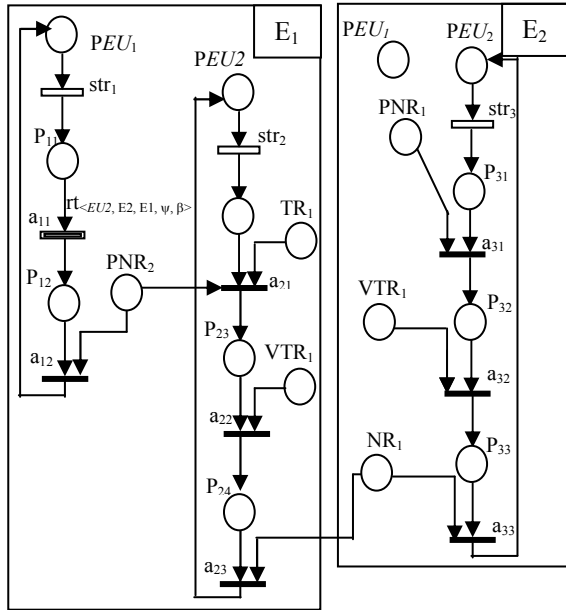 PEU₁
E₁
str₁
P₁₁
rt<EU2, E2, E1, ψ, β>
a₁₁
P₁₂
PNR₂
a₁₂
PEU2
str₂
TR₁
a₂₁
P₂₃
VTR₁
a₂₂
P₂₄
a₂₃
PEU₁
PEU₂
E₂
PNR₁
str₃
P₃₁
a₃₁
VTR₁
P₃₂
a₃₂
NR₁
P₃₃
a₃₃